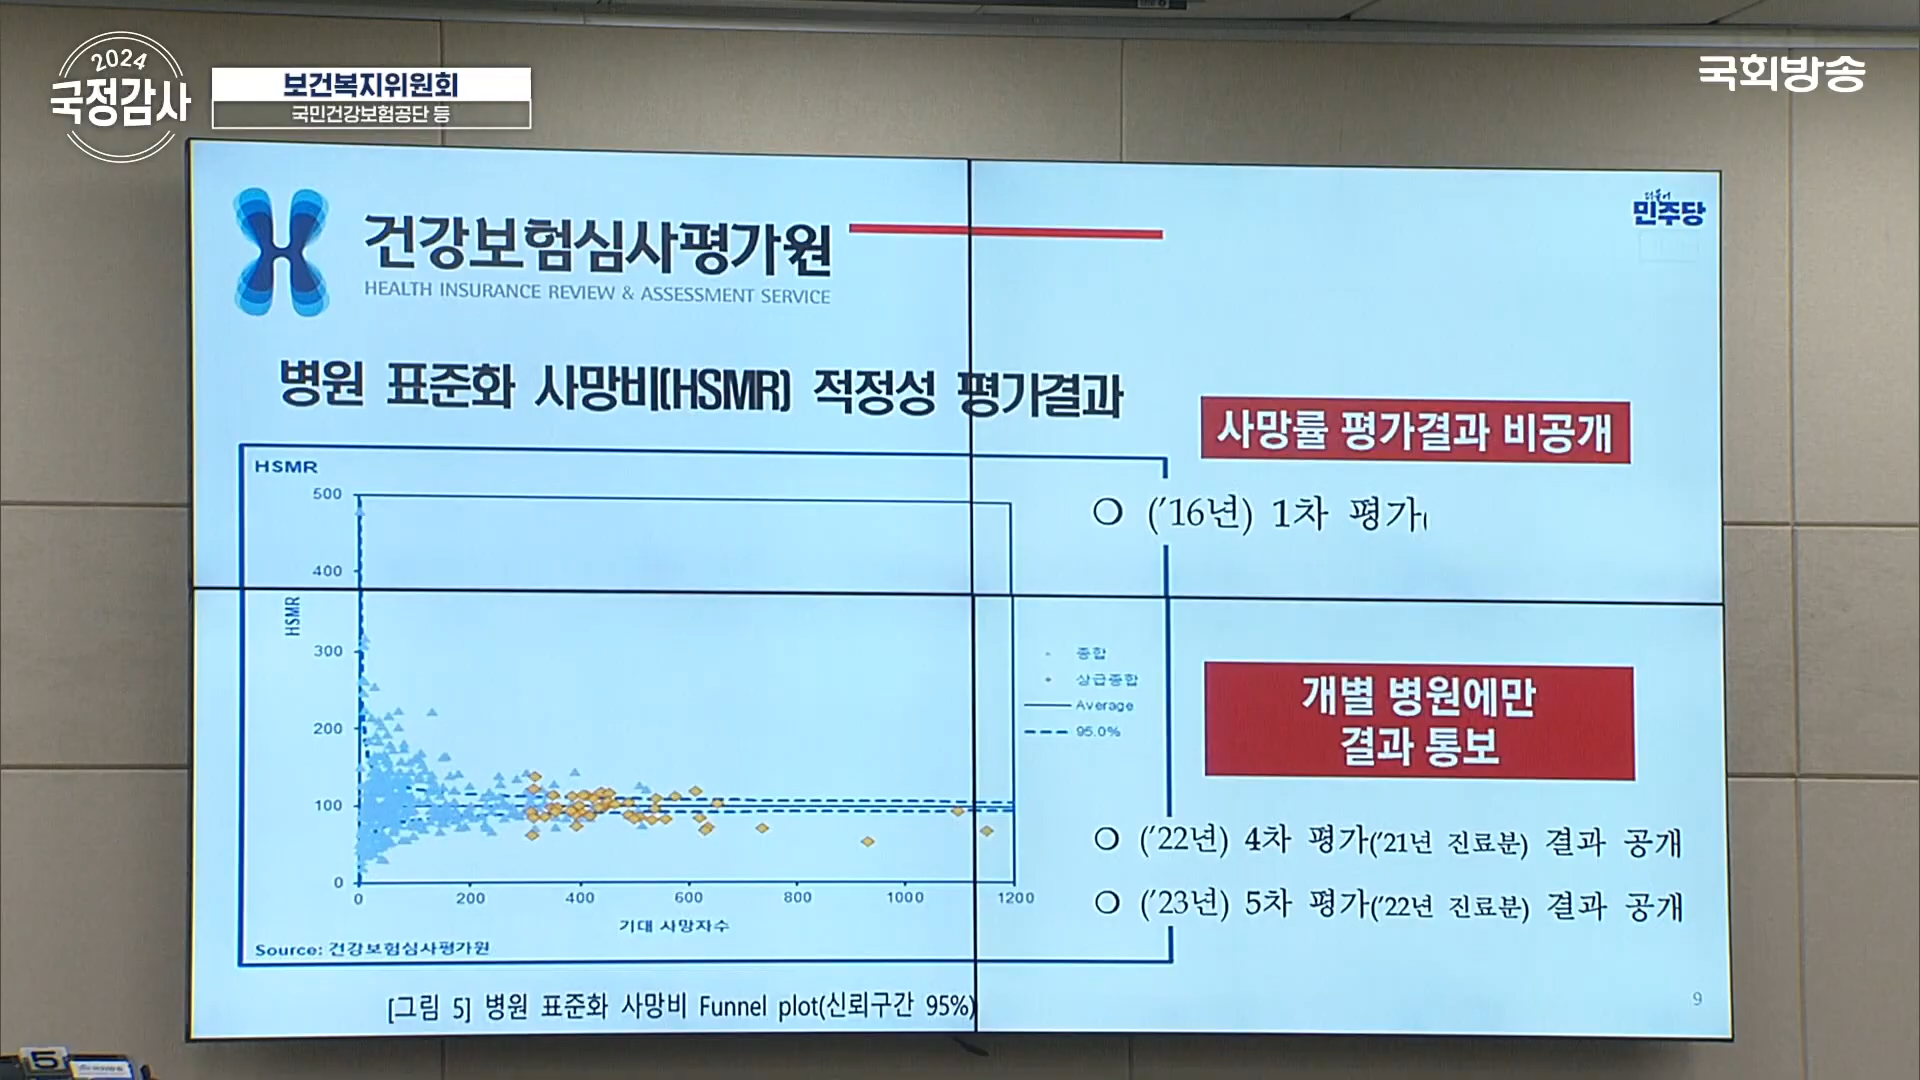 2024
국정감사
보건복지위원회
국민건강보험공단 등
국회방송
건강보험심사평가원
HEALTH INSURANCE REVIEW & ASSESSMENT SERVICE
더불어
민주당
병원 표준화 사망비(HSMR) 적정성 평가결과
사망률 평가결과 비공개
○ ('16년) 1차 평가(
개별 병원에만
결과 통보
○ ('22년) 4차 평가('21년 진료분) 결과 공개
○ ('23년) 5차 평가('22년 진료분) 결과 공개
HSMR
500
400
300
200
100
0
HSMR
0 200 400 600 800 1000 1200
기대 사망자수
종합
상급종합
Average
95.0%
Source: 건강보험심사평가원
[그림 5] 병원 표준화 사망비 Funnel plot(신뢰구간 95%)
9
5